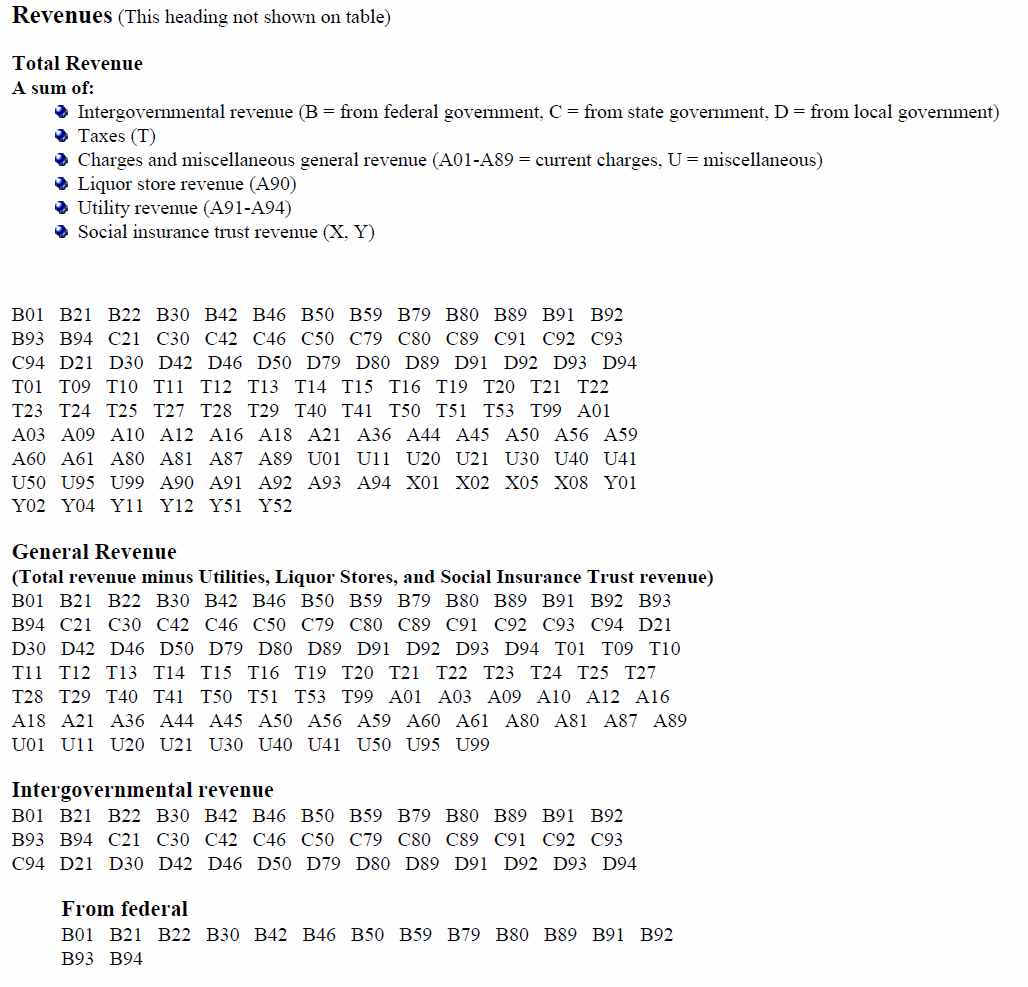 Revenues (This heading not shown on table)
Total Revenue
A sum of:
Intergovernmental revenue (B = from federal government, C = from state government, D = from local government)
Taxes (T)
Charges and miscellaneous general revenue (A01-A89 = current charges, U = miscellaneous)
Liquor store revenue (A90)
Utility revenue (A91-A94)
Social insurance trust revenue (X, Y)
B01 B21 B22 B30 B42 B46 B50 B59 B79 B80 B89 B91 B92
B93 B94 C21 C30 C42 C46 C50 C79 C80 C89 C91 C92 C93
C94 D21 D30 D42 D46 D50 D79 D80 D89 D91 D92 D93 D94
T01 T09 T10 T11 T12 T13 T14 T15 T16 T19 T20 T21 T22
T23 T24 T25 T27 T28 T29 T40 T41 T50 T51 T53 T99 A01
A03 A09 A10 A12 A16 A18 A21 A36 A44 A45 A50 A56 A59
A60 A61 A80 A81 A87 A89 U01 U11 U20 U21 U30 U40 U41
U50 U95 U99 A90 A91 A92 A93 A94 X01 X02 X05 X08 Y01
Y02 Y04 Y11 Y12 Y51 Y52
General Revenue
(Total revenue minus Utilities, Liquor Stores, and Social Insurance Trust revenue)
B01 B21 B22 B30 B42 B46 B50 B59 B79 B80 B89 B91 B92 B93
B94 C21 C30 C42 C46 C50 C79 C80 C89 C91 C92 C93 C94 D21
D30 D42 D46 D50 D79 D80 D89 D91 D92 D93 D94 T01 T09 T10
T11 T12 T13 T14 T15 T16 T19 T20 T21 T22 T23 T24 T25 T27
T28 T29 T40 T41 T50 T51 T53 T99 A01 A03 A09 A10 A12 A16
A18 A21 A36 A44 A45 A50 A56 A59 A60 A61 A80 A81 A87 A89
U01 U11 U20 U21 U30 U40 U41 U50 U95 U99
Intergovernmental revenue
B01 B21 B22 B30 B42 B46 B50 B59 B79 B80 B89 B91 B92
B93 B94 C21 C30 C42 C46 C50 C79 C80 C89 C91 C92 C93
C94 D21 D30 D42 D46 D50 D79 D80 D89 D91 D92 D93 D94
From federal
B01 B21 B22 B30 B42 B46 B50 B59 B79 B80 B89 B91 B92
B93 B94